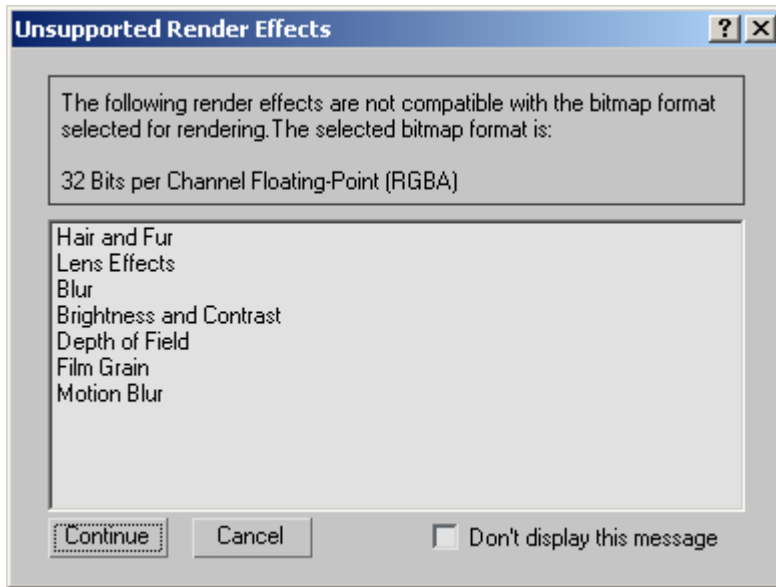 Unsupported Render Effects
The following render effects are not compatible with the bitmap format
selected for rendering.The selected bitmap format is:
32 Bits per Channel Floating-Point (RGBA)
Hair and Fur
Lens Effects
Blur
Brightness and Contrast
Depth of Field
Film Grain
Motion Blur
Continue Cancel Don't display this message